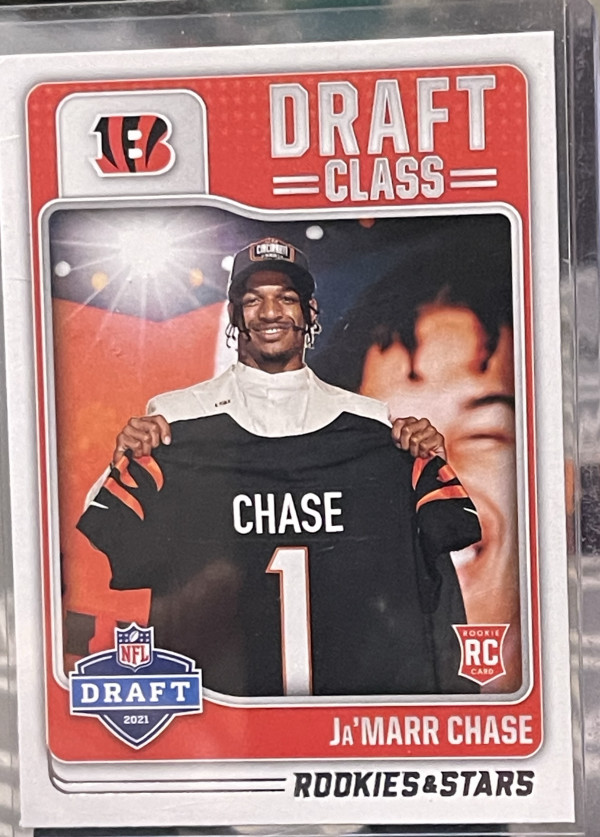 B
DRAFT
CLASS
CINCINNATI
CHASE
1
NFL
DRAFT
2021
ROOKIE
RC
CARD
JA'MARR CHASE
ROOKIES & STARS